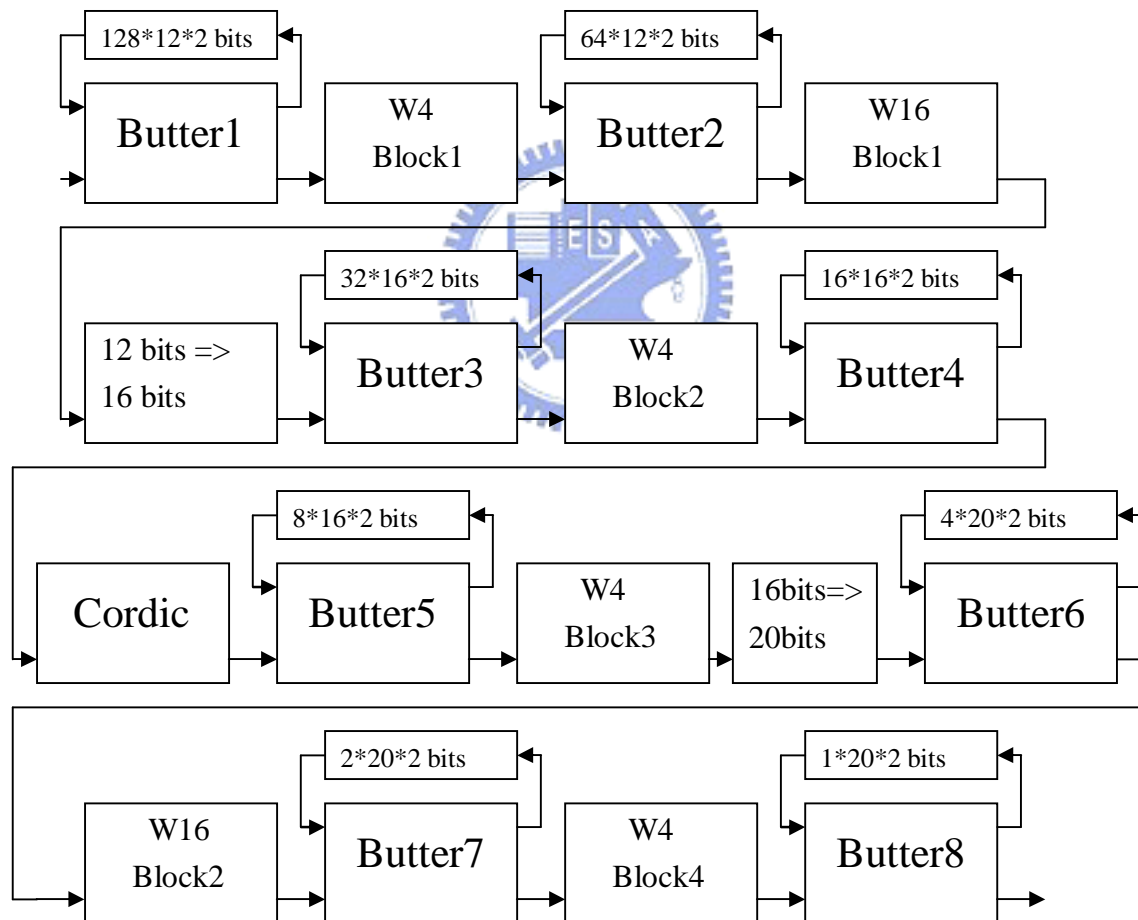 128*12*2 bits
64*12*2 bits
Butter1
W4
Block1
Butter2
W16
Block1
ESA
32*16*2 bits
16*16*2 bits
12 bits =>
16 bits
Butter3
W4
Block2
Butter4
8*16*2 bits
4*20*2 bits
Cordic
Butter5
W4
Block3
16bits=>
20bits
Butter6
2*20*2 bits
1*20*2 bits
W16
Block2
Butter7
W4
Block4
Butter8